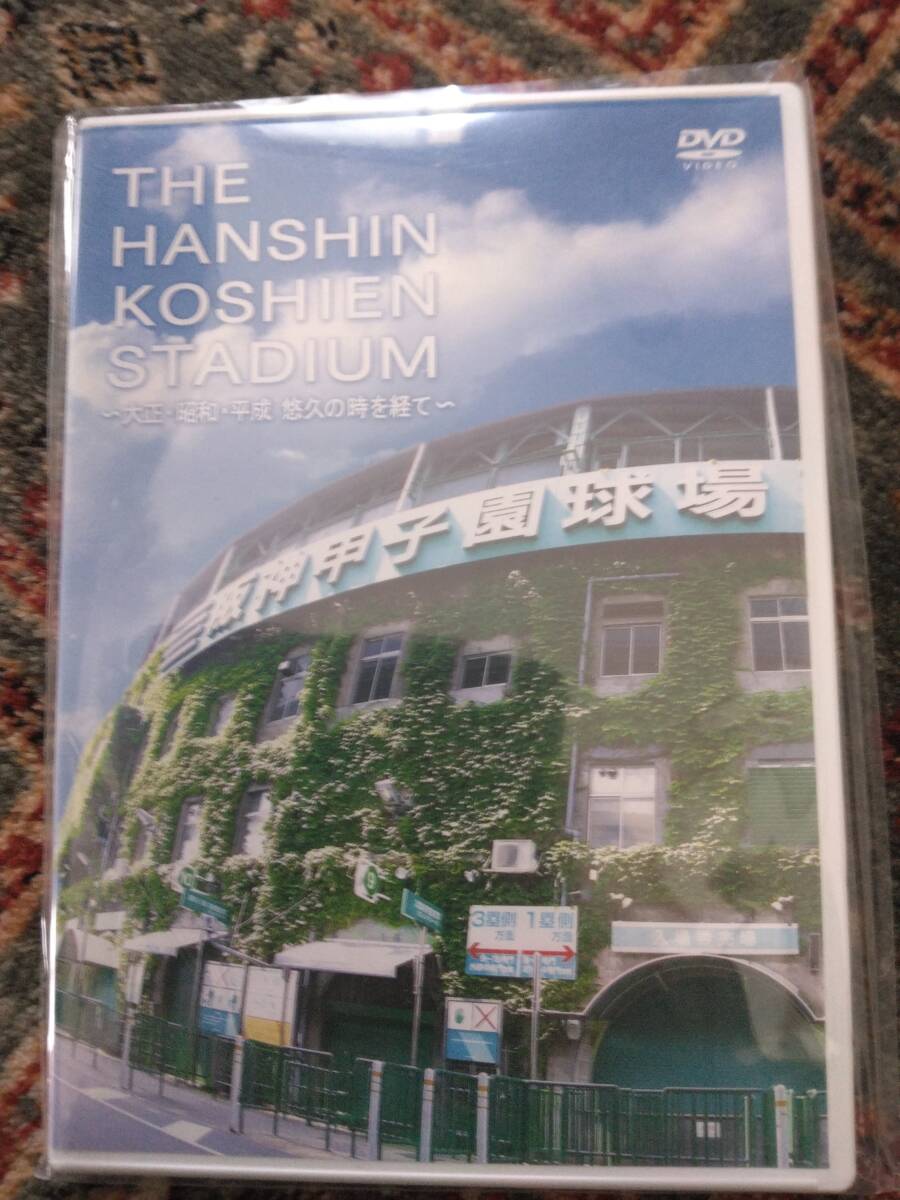 DVD
VIDEO
THE
HANSHIN
KOSHIEN
STADIUM
～大正・昭和・平成 悠久の時を経て～
阪神甲子園球場
3塁側 1塁側
方面 方面